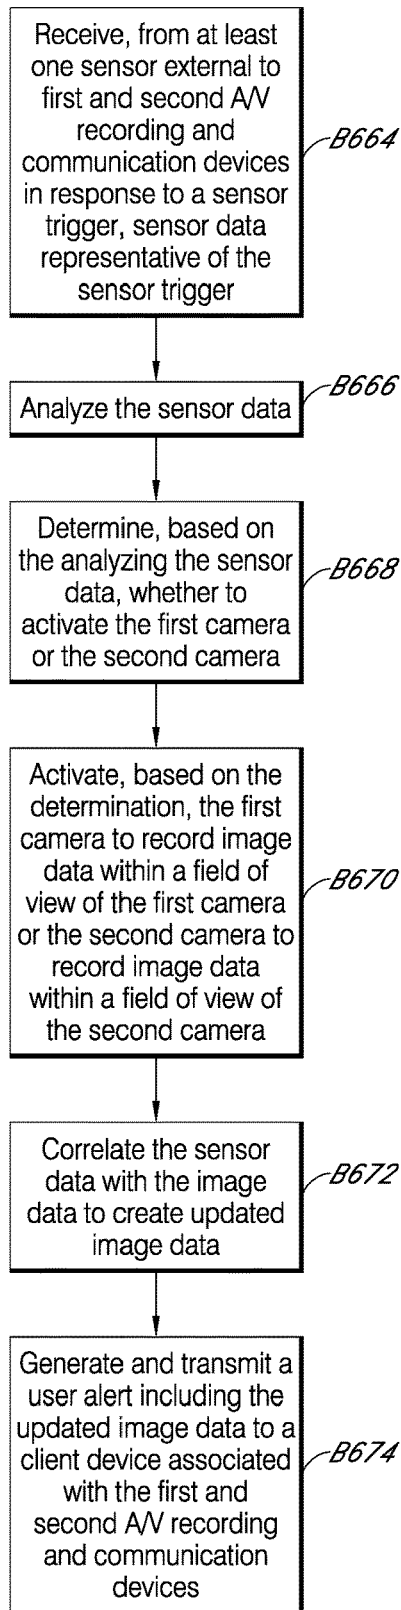 Receive, from at least
one sensor external to
first and second A/V
recording and
communication devices
in response to a sensor
trigger, sensor data
representative of the
sensor trigger
B664
Analyze the sensor data
B666
Determine, based on
the analyzing the sensor
data, whether to
activate the first camera
or the second camera
B668
Activate, based on the
determination, the first
camera to record image
data within a field of
view of the first camera
or the second camera to
record image data
within a field of view of
the second camera
B670
Correlate the sensor
data with the image
data to create updated
image data
B672
Generate and transmit a
user alert including the
updated image data to a
client device associated
with the first and
second A/V recording
and communication
devices
B674